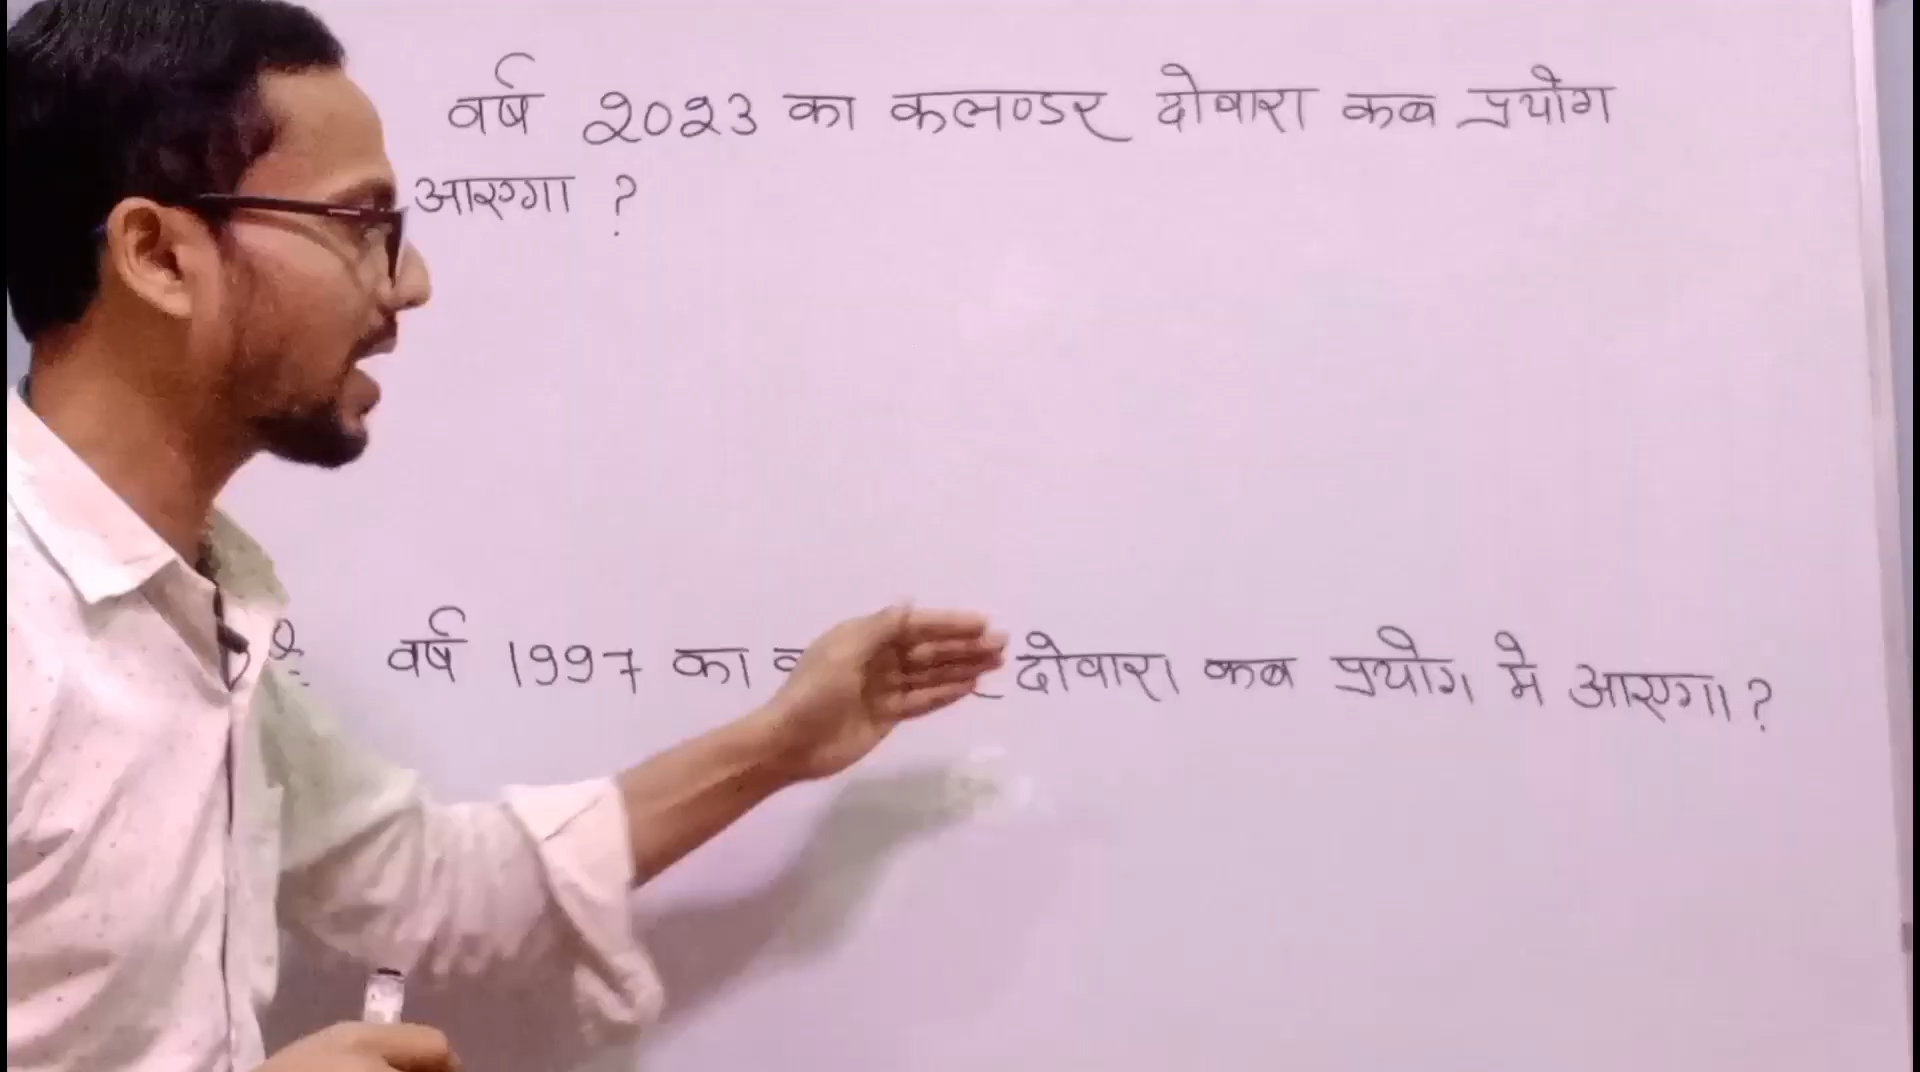 वर्ष 2023 का कलण्डर दोवारा कब प्रयोग
आएगा ?
वर्ष 1997 का दोवारा कब प्रयोग मे आएगा ?